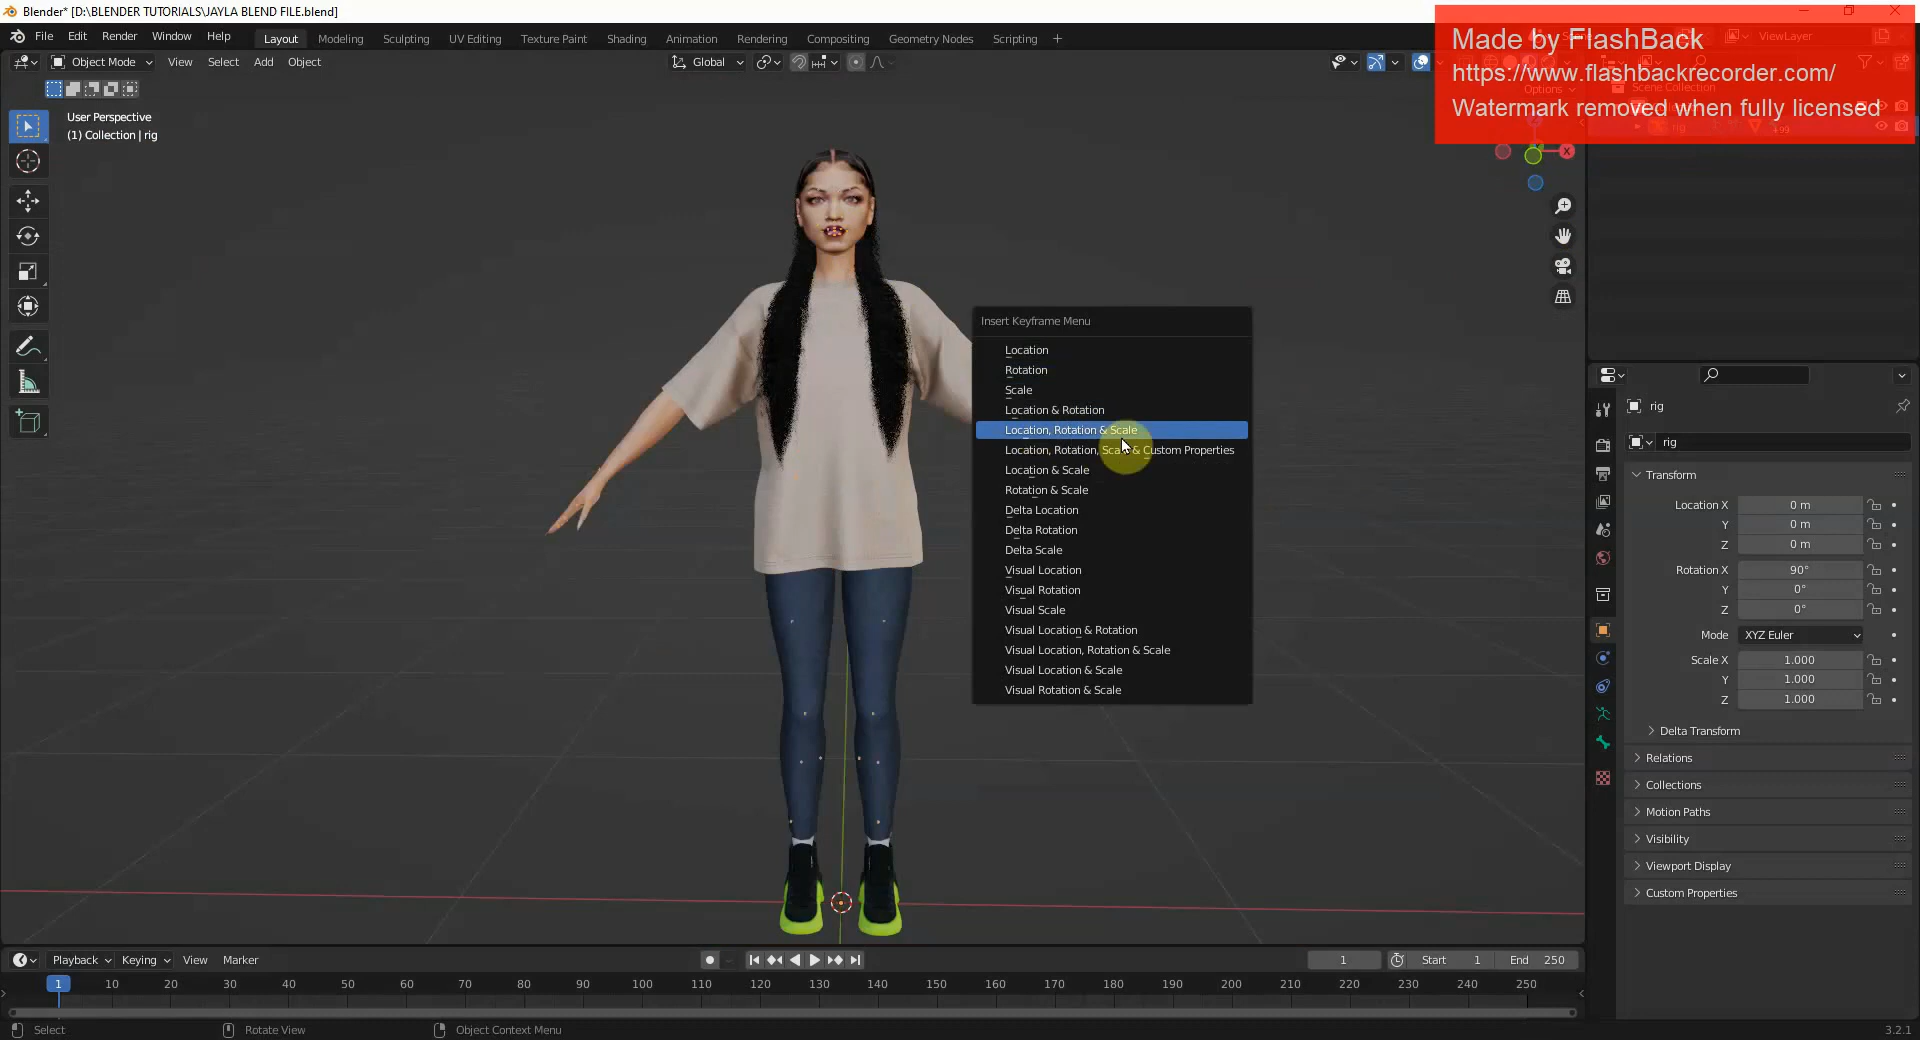 Blender* [D:\BLENDER TUTORIALS\JAYLA BLEND FILE.blend]
File Edit Render Window Help Layout Modeling Sculpting UV Editing Texture Paint Shading Animation Rendering Compositing Geometry Nodes Scripting +
ViewLayer
Made by FlashBack
https://www.flashbackrecorder.com/
Watermark removed when fully licensed
Object Mode View Select Add Object Global
Options
Scene Collection
rig
User Perspective
(1) Collection | rig
X
Insert Keyframe Menu
Location
Rotation
Scale
Location & Rotation
Location, Rotation & Scale
Location, Rotation, Scale & Custom Properties
Location & Scale
Rotation & Scale
Delta Location
Delta Rotation
Delta Scale
Visual Location
Visual Rotation
Visual Scale
Visual Location & Rotation
Visual Location, Rotation & Scale
Visual Location & Scale
Visual Rotation & Scale
rig
rig
Transform
Location X 0 m
Y 0 m
Z 0 m
Rotation X 90°
Y 0°
Z 0°
Mode XYZ Euler
Scale X 1.000
Y 1.000
Z 1.000
Delta Transform
Relations
Collections
Motion Paths
Visibility
Viewport Display
Custom Properties
Playback Keying View Marker 1 Start 1 End 250
1 10 20 30 40 50 60 70 80 90 100 110 120 130 140 150 160 170 180 190 200 210 220 230 240 250
Select Rotate View Object Context Menu 3.2.1